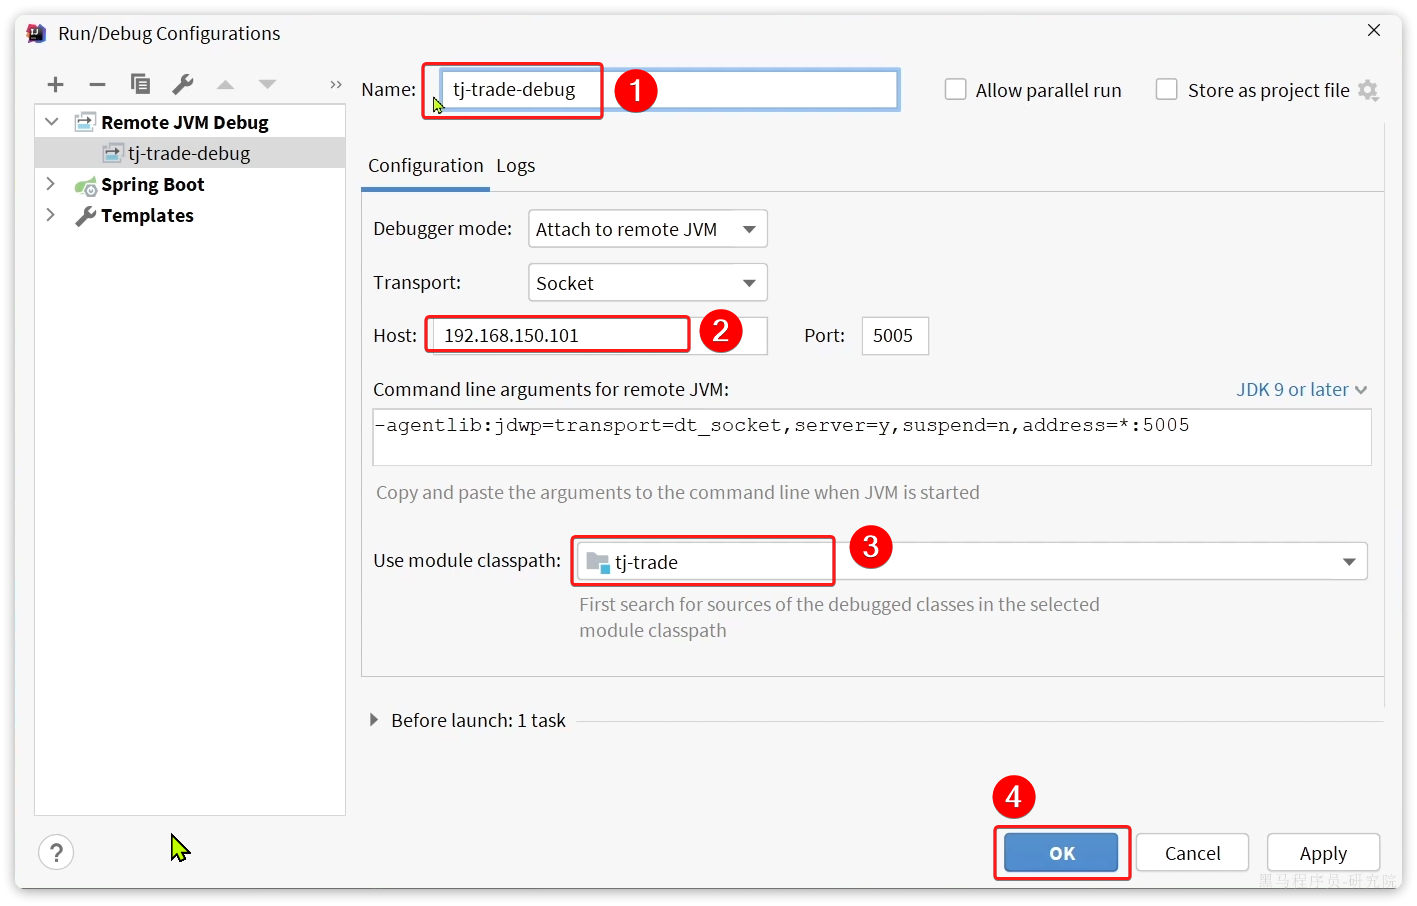 Run/Debug Configurations
Name: tj-trade-debug 1
Allow parallel run
Store as project file
Remote JVM Debug
tj-trade-debug
Spring Boot
Templates
Configuration Logs
Debugger mode: Attach to remote JVM
Transport: Socket
Host: 192.168.150.101 2 Port: 5005
Command line arguments for remote JVM: JDK 9 or later
-agentlib:jdwp=transport=dt_socket,server=y,suspend=n,address=*:5005
Copy and paste the arguments to the command line when JVM is started
Use module classpath: tj-trade 3
First search for sources of the debugged classes in the selected
module classpath
Before launch: 1 task
4
? OK Cancel Apply
黑马程序员-研究院